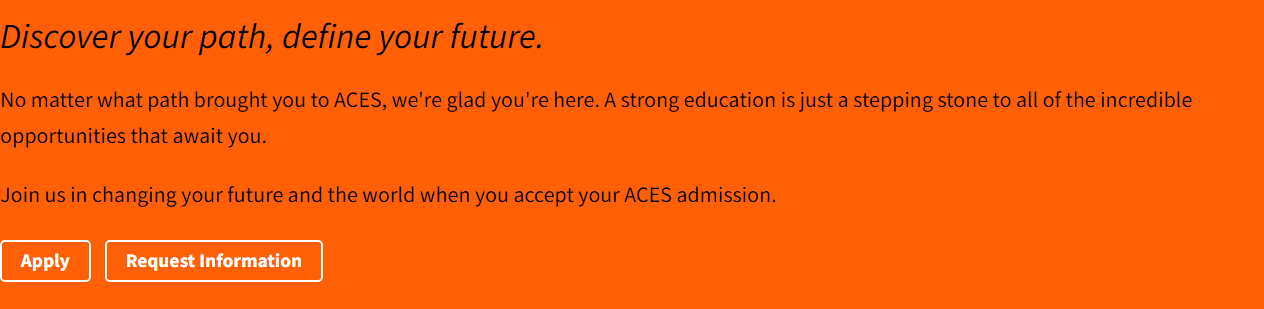 Discover your path, define your future.
No matter what path brought you to ACES, we're glad you're here. A strong education is just a stepping stone to all of the incredible
opportunities that await you.
Join us in changing your future and the world when you accept your ACES admission.
Apply
Request Information